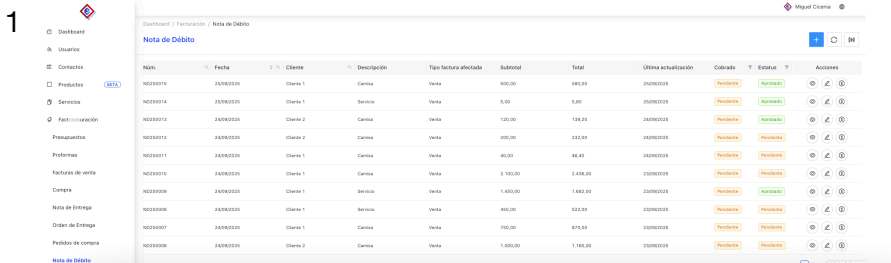 1
Miguel Cicenia
Dashboard / Facturación / Nota de Débito
Nota de Débito
Dashboard
Usuarios
Contactos
Productos BETA
Servicios
Presupuestos
Proformas
Facturas de venta
Compra
Nota de Entrega
Orden de Entrega
Pedidos de compra
Nota de Débito
Núm. Fecha Cliente Descripción Tipo factura afectada Subtotal Total Última actualización Cobrado Estatus Acciones
ND250015 25/09/2025 Cliente 1 Camisa Venta 500,00 580,00 25/09/2025 Pendiente Aprobado
ND250014 25/09/2025 Cliente 1 Servicio Venta 5,00 5,80 25/09/2025 Pendiente Aprobado
ND250013 24/09/2025 Cliente 2 Camisa Venta 120,00 139,20 24/09/2025 Pendiente Aprobado
ND250012 24/09/2025 Cliente 2 Camisa Venta 200,00 232,00 24/09/2025 Pendiente Pendiente
ND250011 24/09/2025 Cliente 1 Camisa Venta 40,00 46,40 24/09/2025 Pendiente Pendiente
ND250010 24/09/2025 Cliente 1 Camisa Venta 2.100,00 2.436,00 23/09/2025 Pendiente Pendiente
ND250009 24/09/2025 Cliente 1 Servicio Venta 1.450,00 1.682,00 23/09/2025 Pendiente Aprobado
ND250008 24/09/2025 Cliente 1 Servicio Venta 450,00 522,00 23/09/2025 Pendiente Pendiente
ND250007 24/09/2025 Cliente 1 Camisa Venta 750,00 870,00 23/09/2025 Pendiente Pendiente
ND250006 24/09/2025 Cliente 2 Camisa Venta 1.000,00 1.160,00 23/09/2025 Pendiente Pendiente